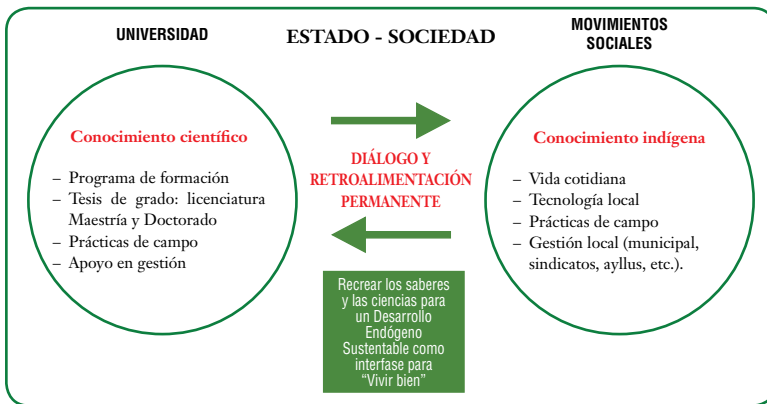 UNIVERSIDAD
ESTADO - SOCIEDAD
MOVIMIENTOS
SOCIALES
Conocimiento científico
– Programa de formación
– Tesis de grado: licenciatura
Maestría y Doctorado
– Prácticas de campo
– Apoyo en gestión
DIÁLOGO Y
RETROALIMENTACIÓN
PERMANENTE
Conocimiento indígena
– Vida cotidiana
– Tecnología local
– Prácticas de campo
– Gestión local (municipal,
sindicatos, ayllus, etc.).
Recrear los saberes
y las ciencias para
un Desarrollo
Endógeno
Sustentable como
interfase para
“Vivir bien”